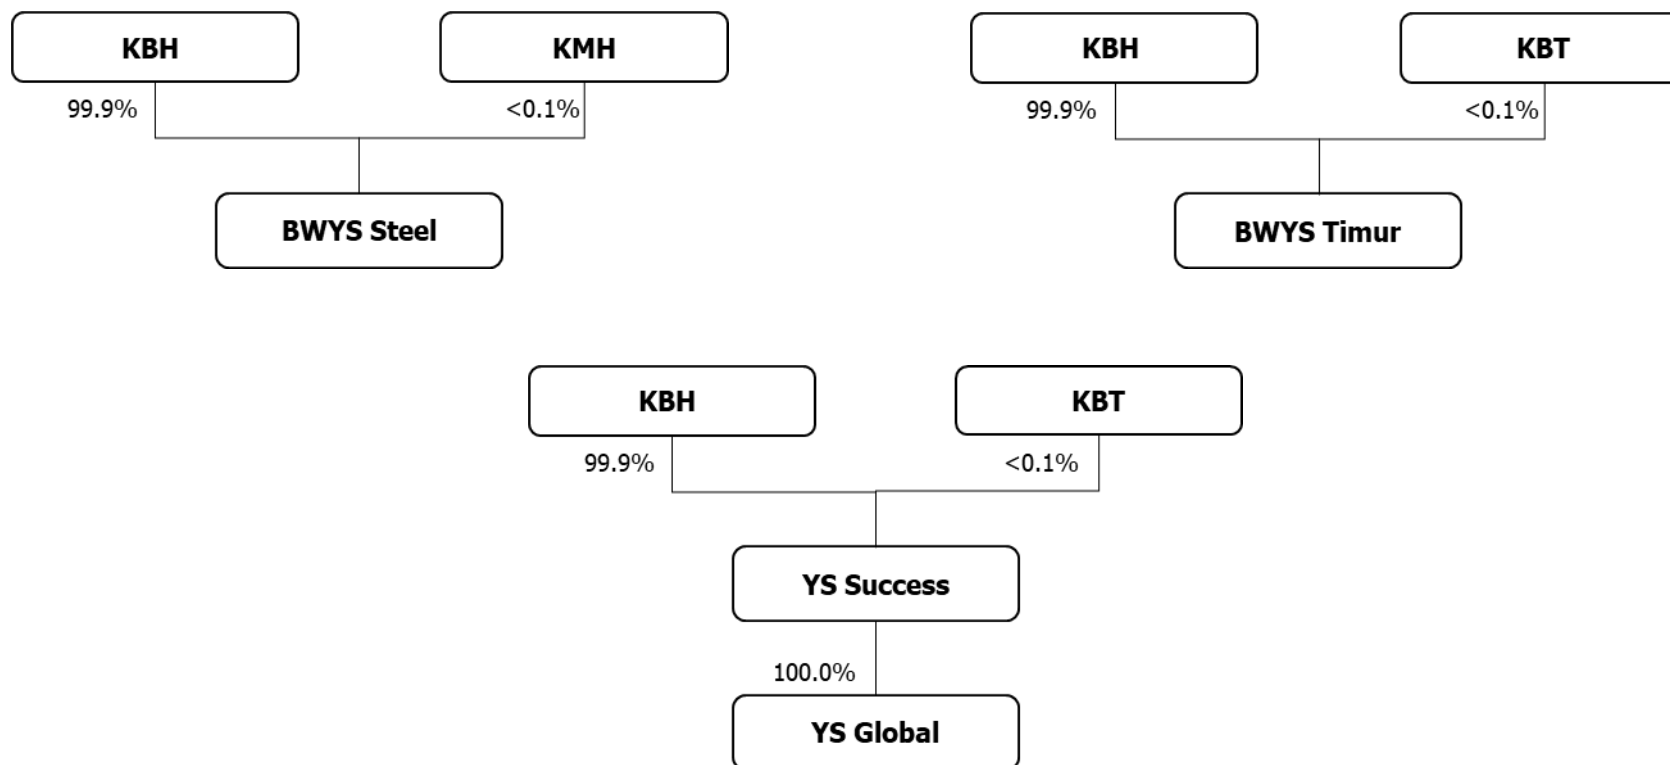 KBH
KMH
KBH
KBT
99.9%
<0.1%
99.9%
<0.1%
BWYS Steel
BWYS Timur
KBH
KBT
99.9%
<0.1%
YS Success
100.0%
YS Global